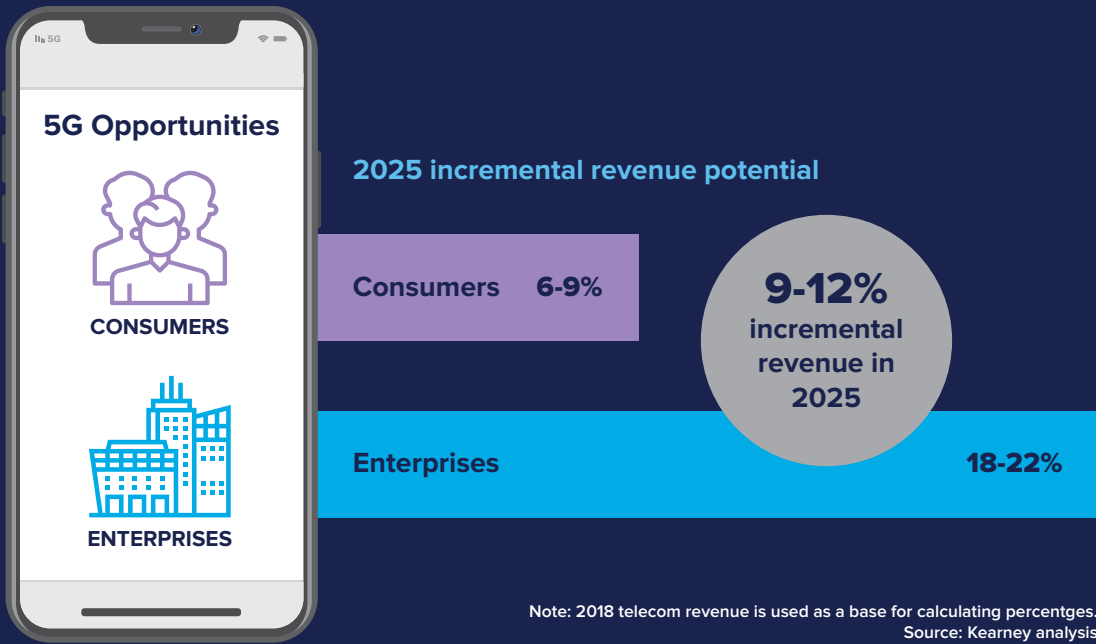 5G
5G Opportunities
CONSUMERS
ENTERPRISES
2025 incremental revenue potential
Consumers 6-9%
9-12%
incremental
revenue in
2025
Enterprises 18-22%
Note: 2018 telecom revenue is used as a base for calculating percentges.
Source: Kearney analysis